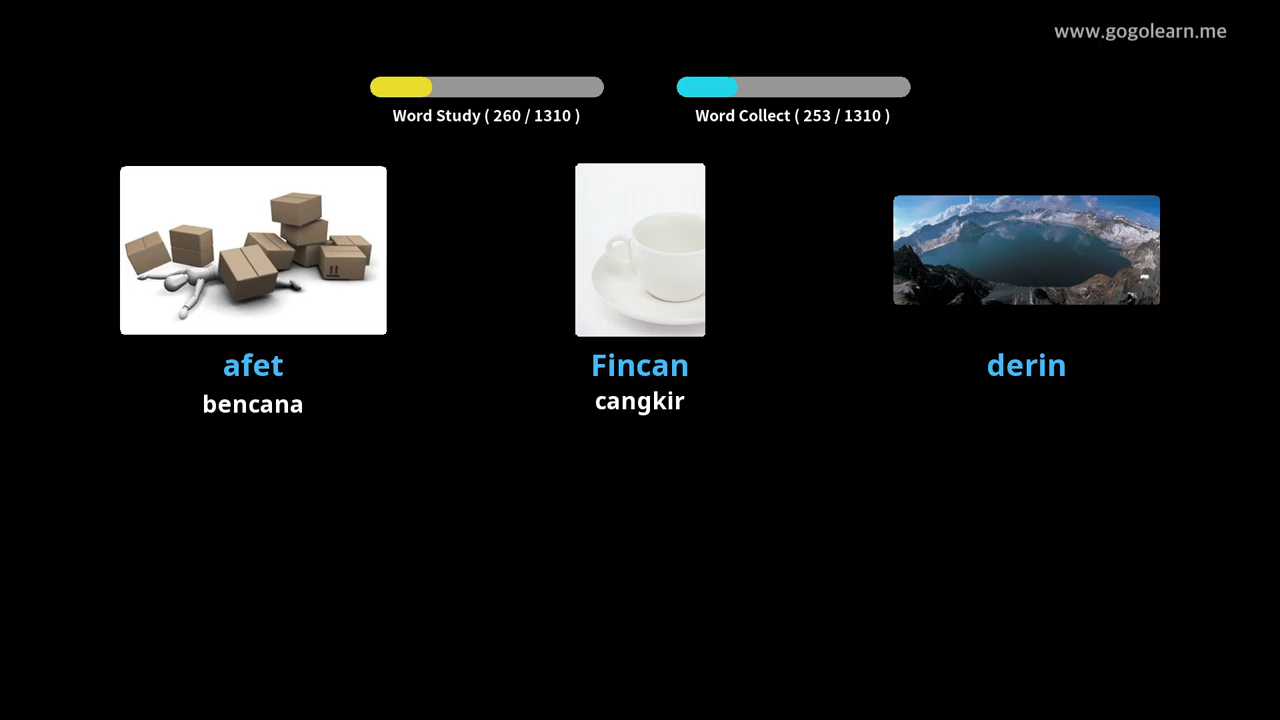 www.gogolearn.me
Word Study ( 260 / 1310 )
Word Collect ( 253 / 1310 )
afet
bencana
Fincan
cangkir
derin